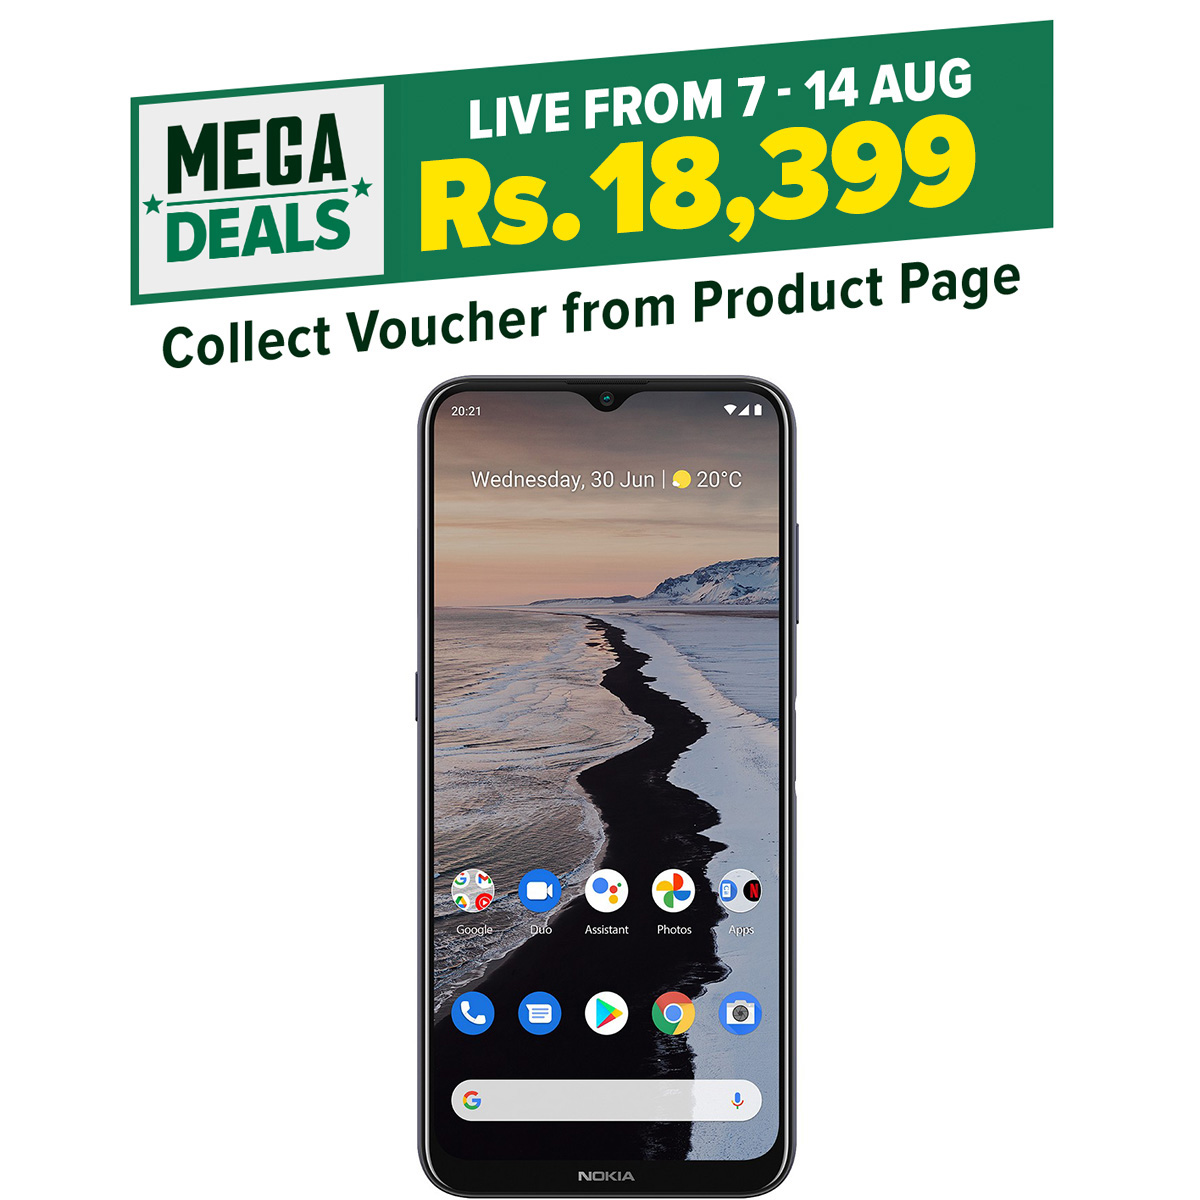 MEGA
DEALS
LIVE FROM 7 - 14 AUG
Rs. 18,399
Collect Voucher from Product Page
20:21
Wednesday, 30 Jun | 20°C
Google Duo Assistant Photos Apps
NOKIA